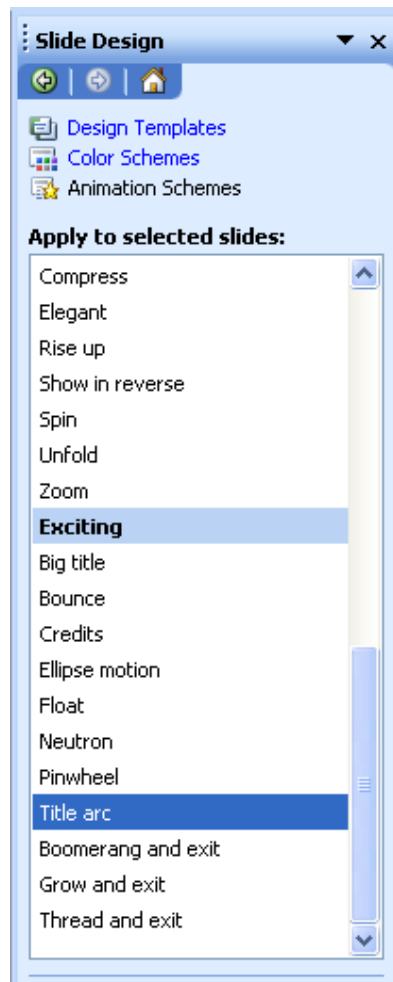 Slide Design
Design Templates
Color Schemes
Animation Schemes
Apply to selected slides:
Compress
Elegant
Rise up
Show in reverse
Spin
Unfold
Zoom
Exciting
Big title
Bounce
Credits
Ellipse motion
Float
Neutron
Pinwheel
Title arc
Boomerang and exit
Grow and exit
Thread and exit